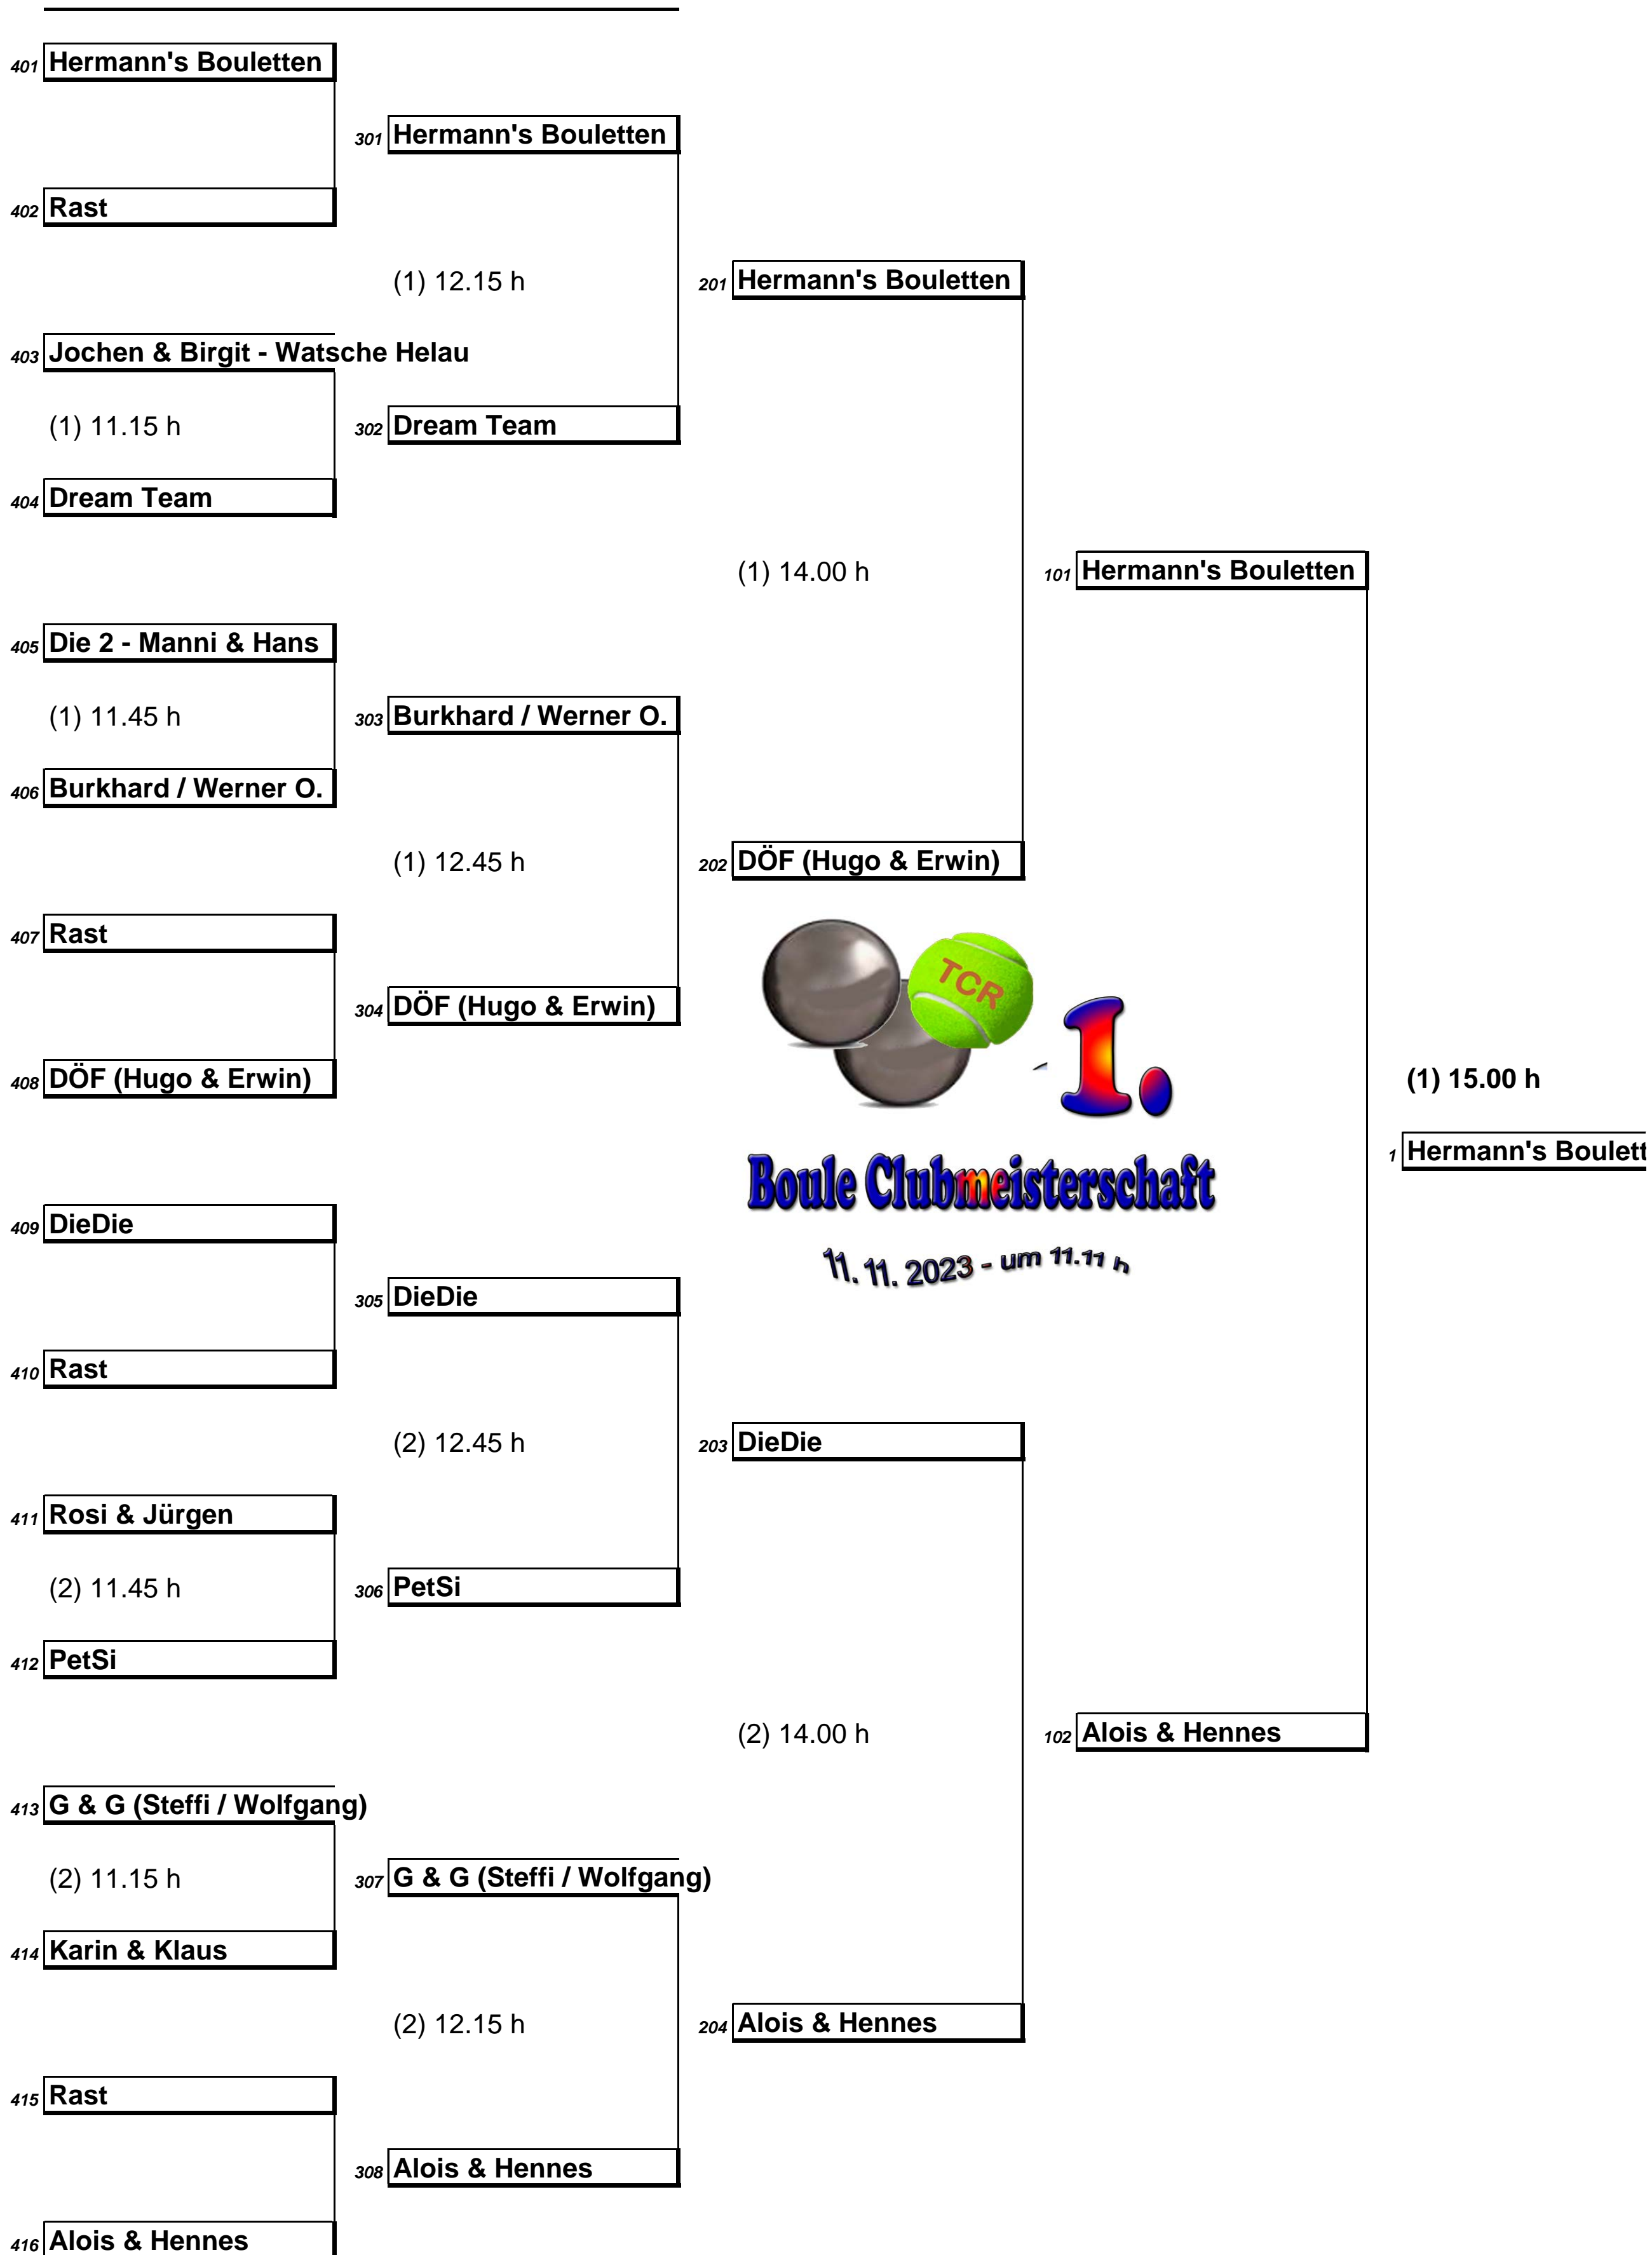 401 Hermann's Bouletten
301 Hermann's Bouletten
402 Rast
(1) 12.15 h
201 Hermann's Bouletten
403 Jochen & Birgit - Watsche Helau
(1) 11.15 h
302 Dream Team
404 Dream Team
(1) 14.00 h
101 Hermann's Bouletten
405 Die 2 - Manni & Hans
(1) 11.45 h
303 Burkhard / Werner O.
406 Burkhard / Werner O.
(1) 12.45 h
202 DÖF (Hugo & Erwin)
407 Rast
TCR
304 DÖF (Hugo & Erwin)
1.
408 DÖF (Hugo & Erwin)
(1) 15.00 h
1 Hermann's Boulett
Boule Clubmeisterschaft
409 DieDie
11. 11. 2023 - um 11.11 h
305 DieDie
410 Rast
(2) 12.45 h
203 DieDie
411 Rosi & Jürgen
(2) 11.45 h
306 PetSi
412 PetSi
(2) 14.00 h
102 Alois & Hennes
413 G & G (Steffi / Wolfgang)
(2) 11.15 h
307 G & G (Steffi / Wolfgang)
414 Karin & Klaus
(2) 12.15 h
204 Alois & Hennes
415 Rast
308 Alois & Hennes
416 Alois & Hennes